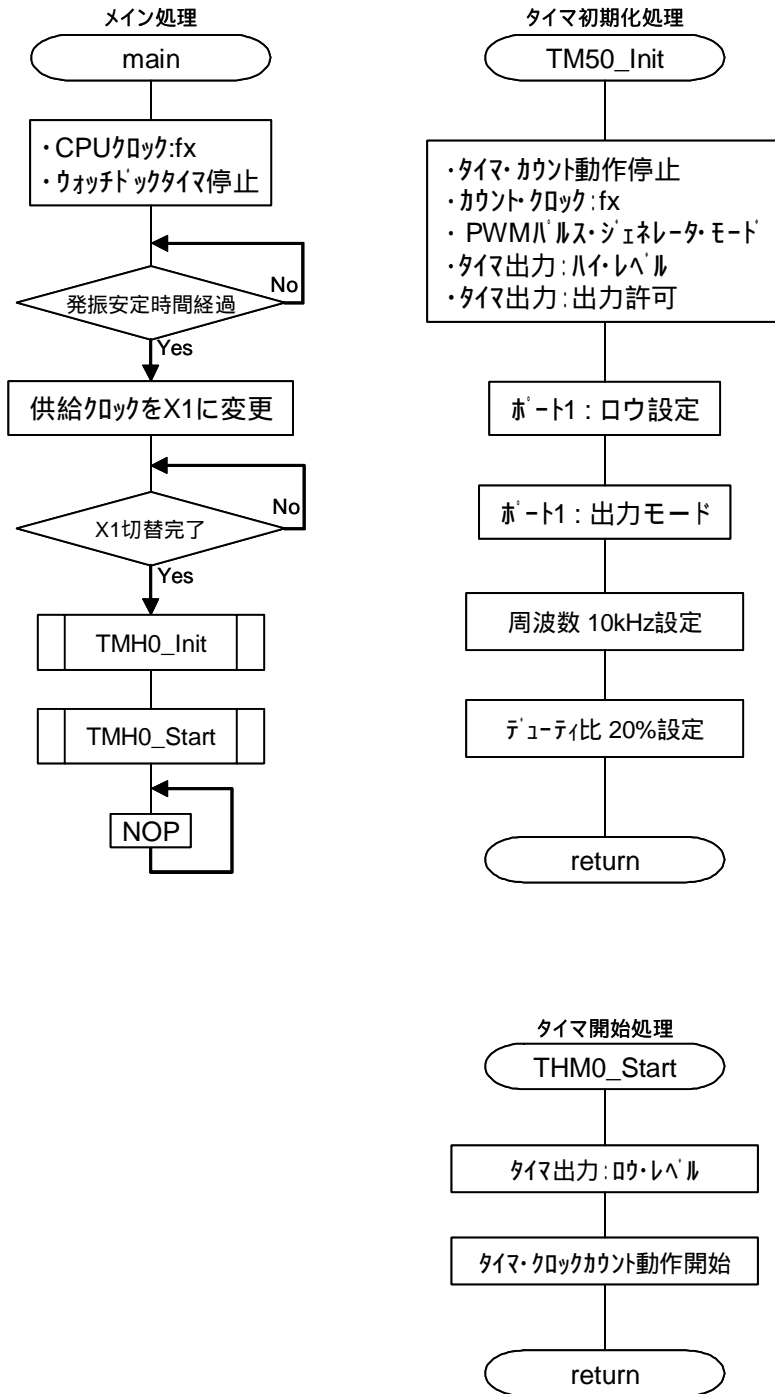 メイン処理
main
・CPUｸﾛｯｸ:fx
・ｳｫｯﾁﾄﾞｯｸﾀｲﾏ停止
No
発振安定時間経過
Yes
供給ｸﾛｯｸをX1に変更
No
X1切替完了
Yes
TMH0_Init
TMH0_Start
NOP
タイマ初期化処理
TM50_Init
・ﾀｲﾏ・ｶｳﾝﾄ動作停止
・ｶｳﾝﾄ・ｸﾛｯｸ:fx
・PWMﾊﾟﾙｽ・ｼﾞｪﾈﾚｰﾀ・ﾓｰﾄﾞ
・ﾀｲﾏ出力:ﾊｲ・ﾚﾍﾞﾙ
・ﾀｲﾏ出力:出力許可
ﾎﾟｰﾄ1:ロウ設定
ﾎﾟｰﾄ1:出力モード
周波数 10kHz設定
ﾃﾞｭｰﾃｨ比 20%設定
return
タイマ開始処理
THM0_Start
ﾀｲﾏ出力:ﾛｳ・ﾚﾍﾞﾙ
ﾀｲﾏ・ｸﾛｯｸｶｳﾝﾄ動作開始
return